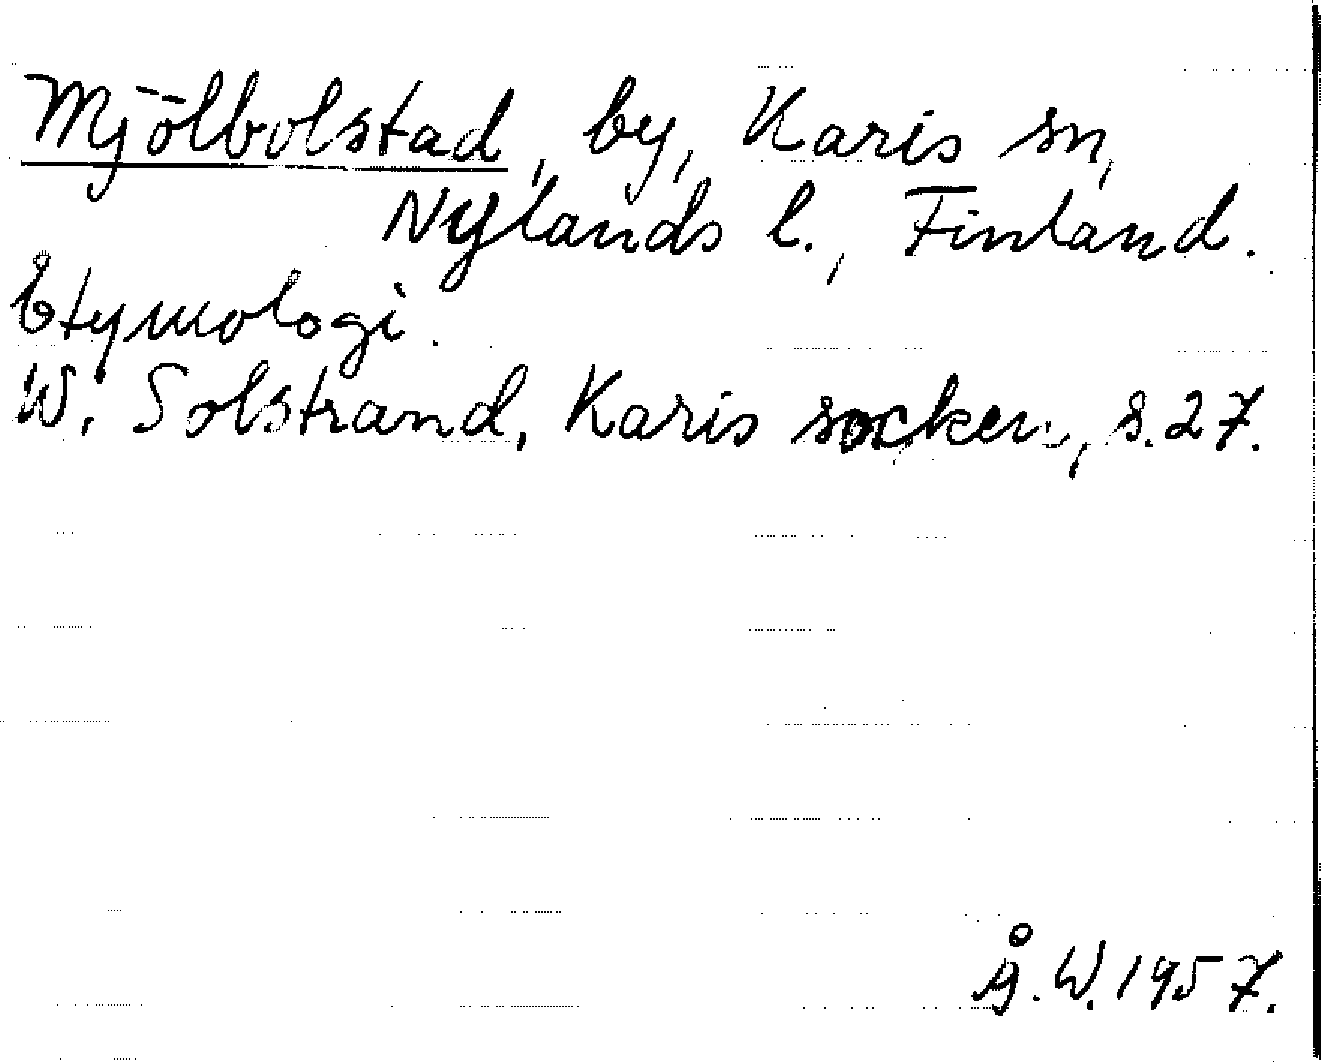 Mjölbolstad, by, Karis sn,
Nylands l., Finland.
Etymologi.
W. Solstrand, Karis socken, s. 27.
Å. W. 1957.